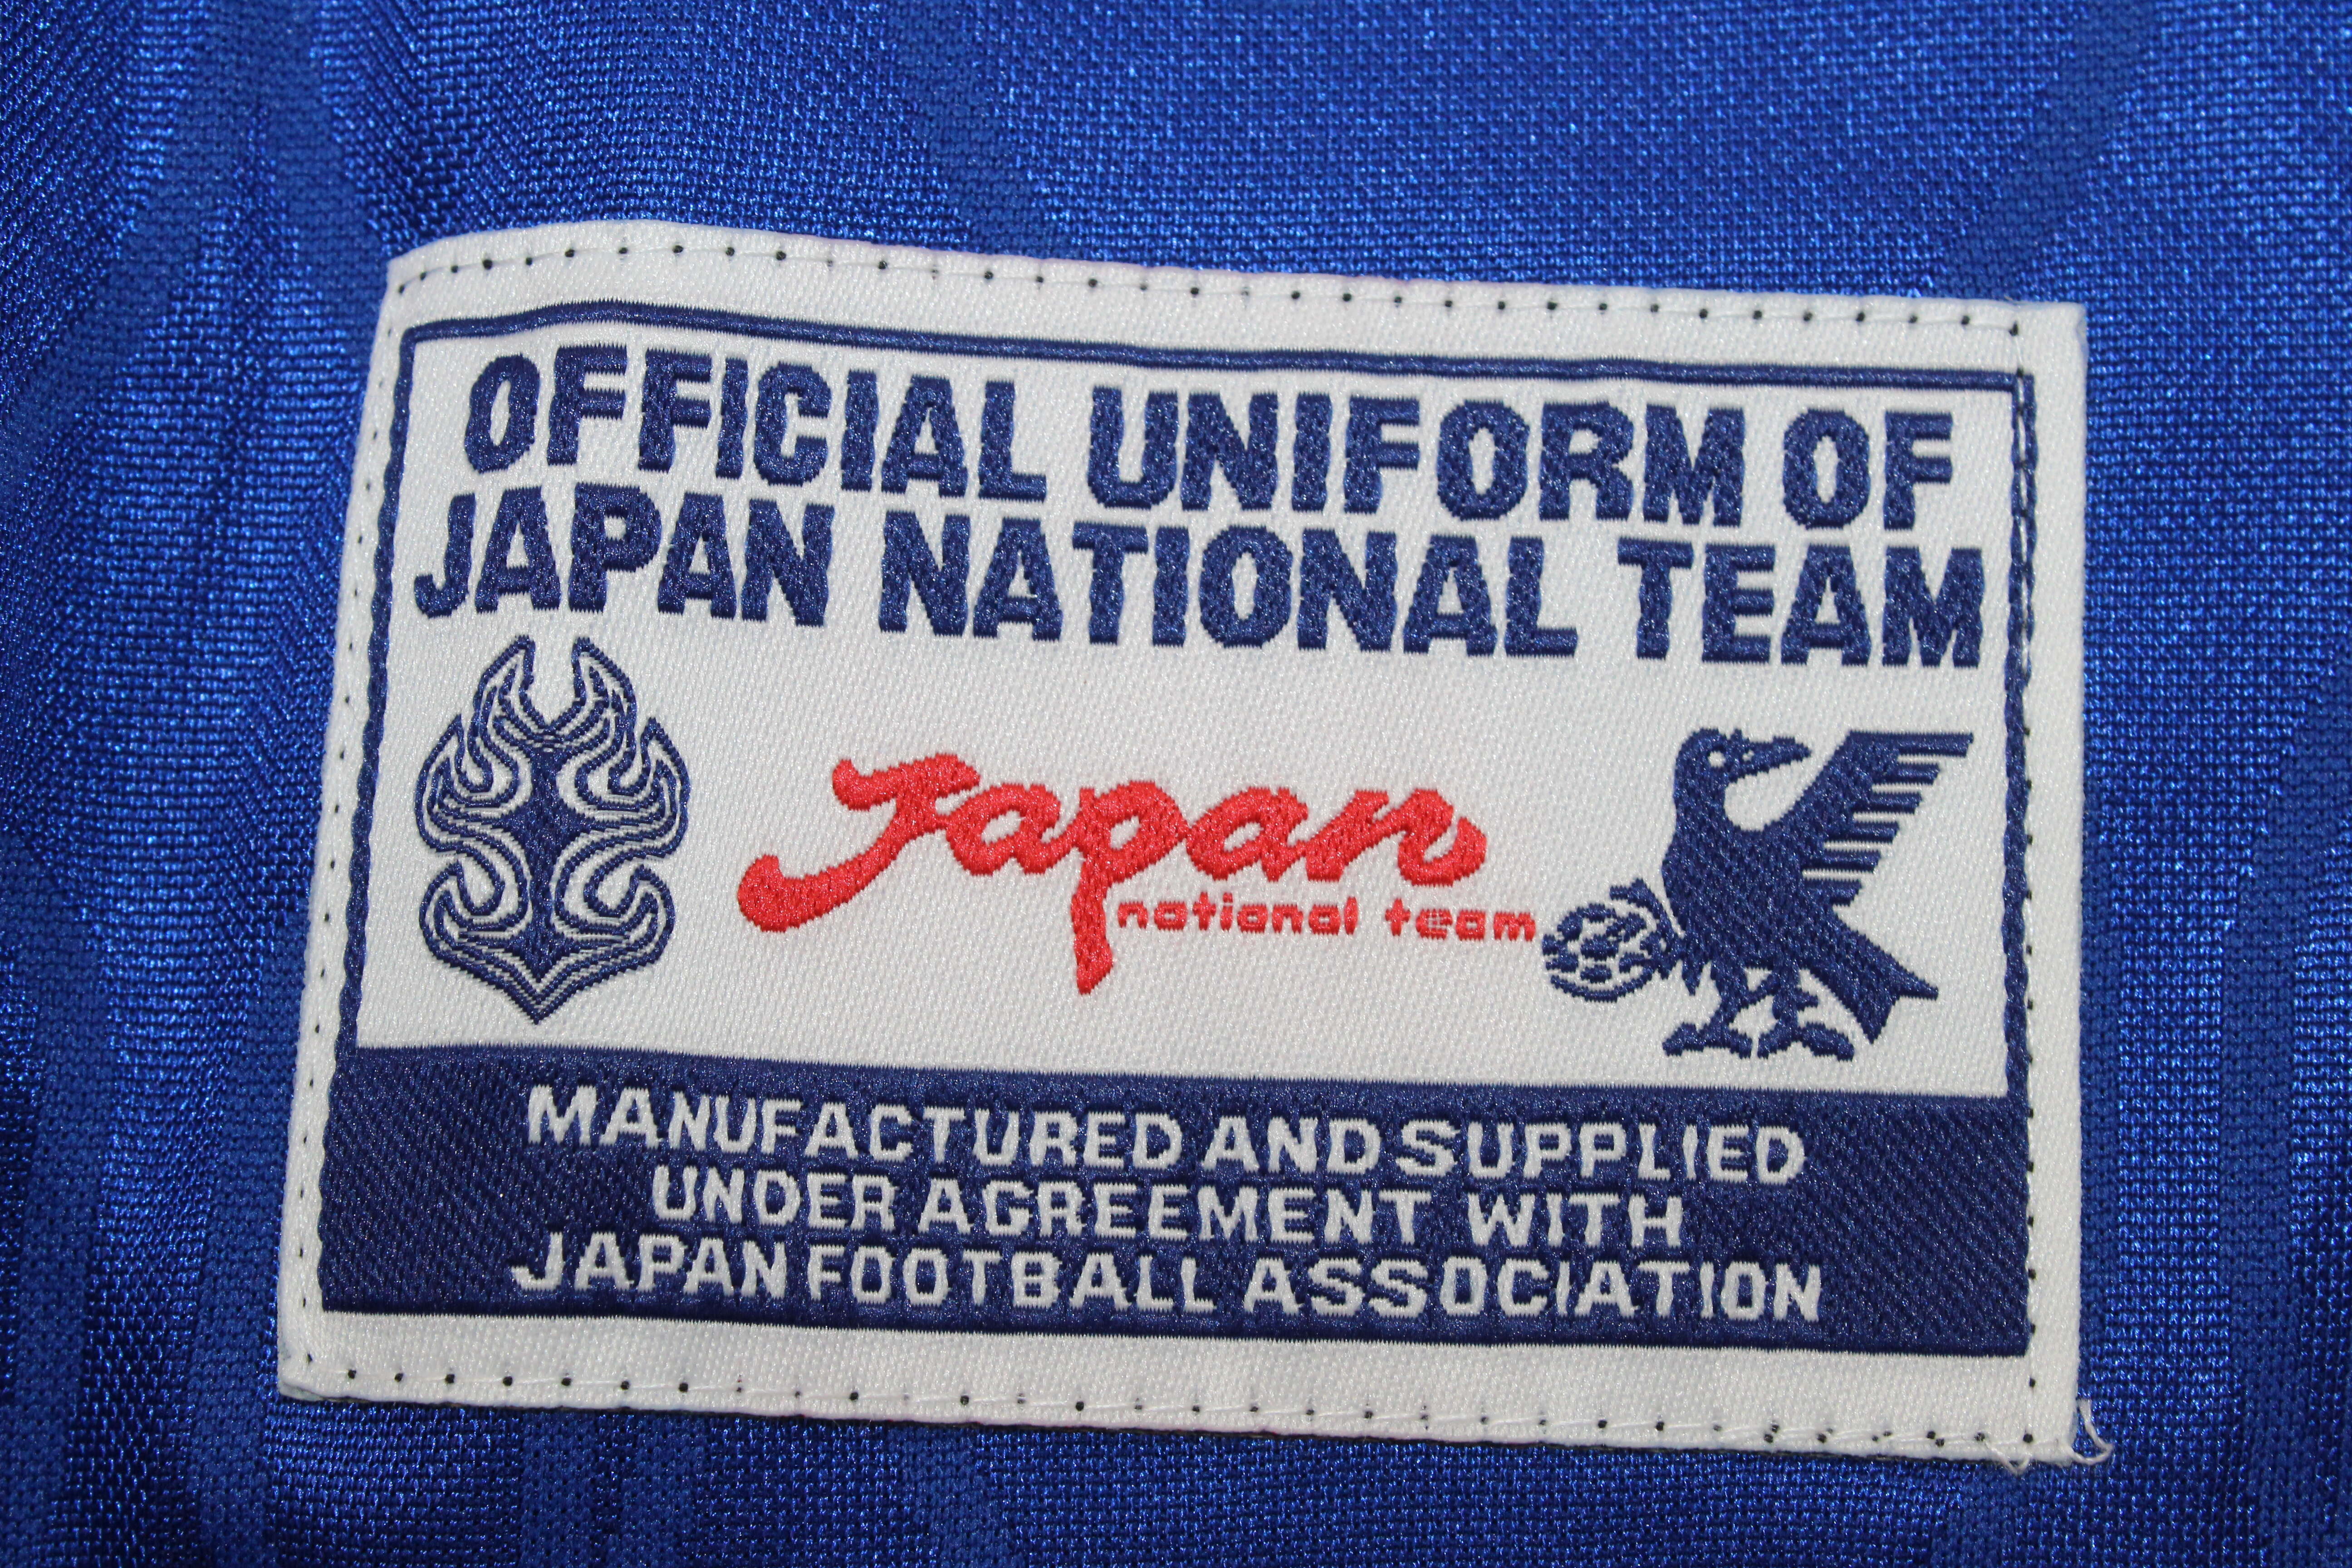 OFFICIAL UNIFORM OF
JAPAN NATIONAL TEAM
Japan
national team
MANUFACTURED AND SUPPLIED
UNDER AGREEMENT WITH
JAPAN FOOTBALL ASSOCIATION